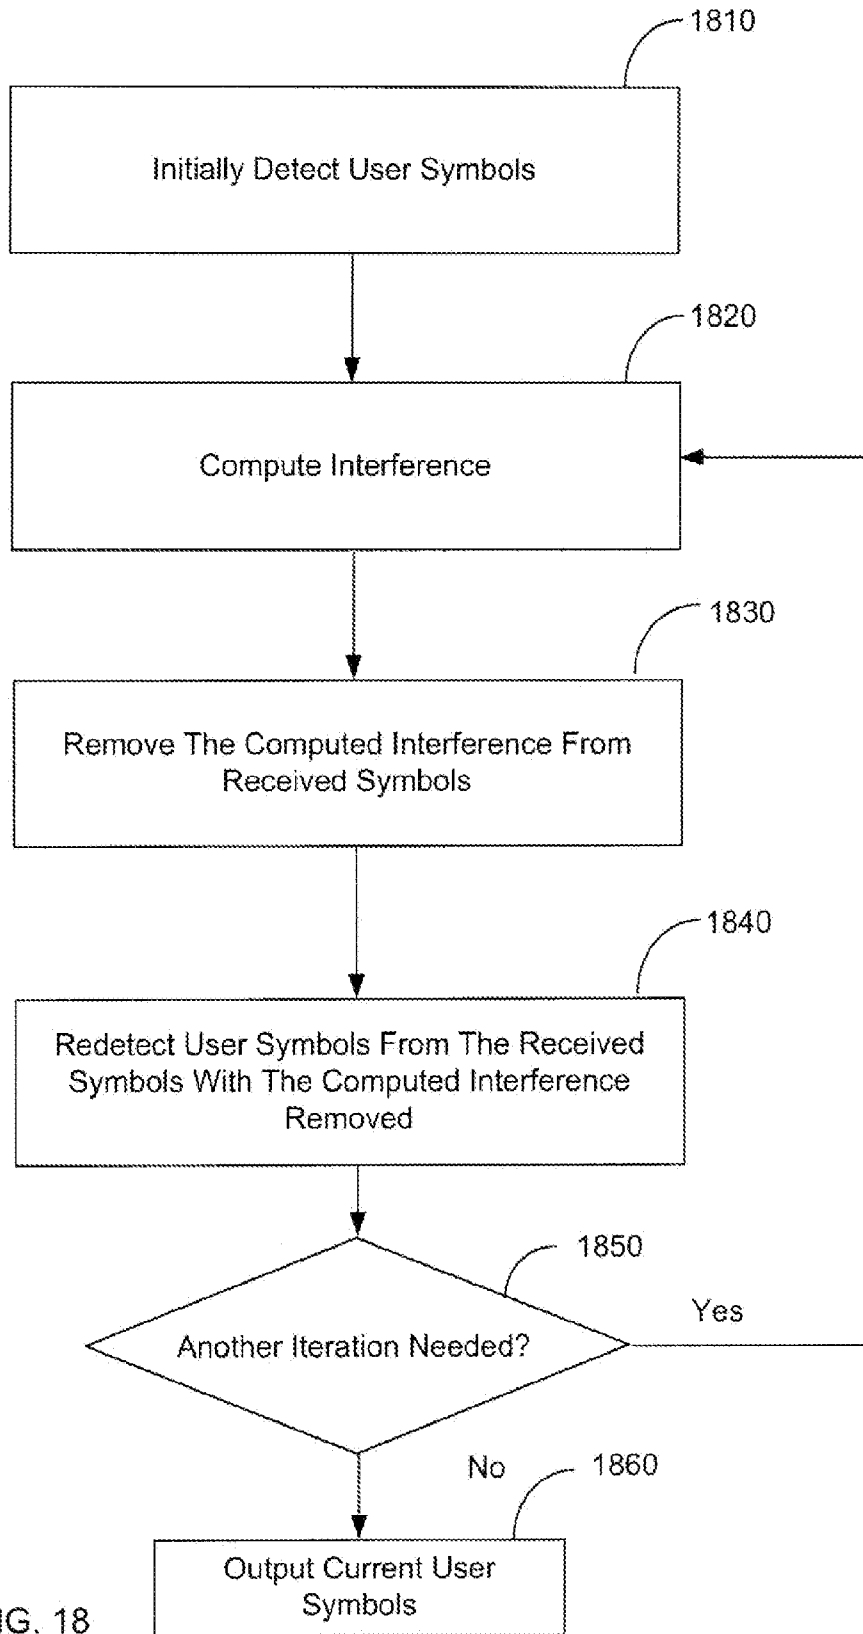 1810
Initially Detect User Symbols
1820
Compute Interference
1830
Remove The Computed Interference From
Received Symbols
1840
Redetect User Symbols From The Received
Symbols With The Computed Interference
Removed
1850
Yes
Another Iteration Needed?
No
1860
Output Current User
Symbols
IG. 18